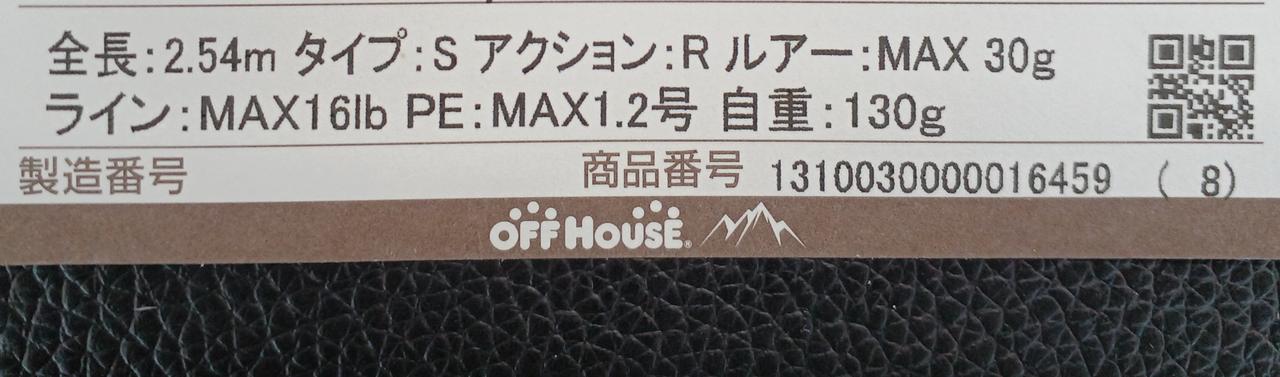 全長:2.54m タイプ:S アクション:R ルアー:MAX 30g
ライン:MAX16lb PE:MAX1.2号 自重:130g
製造番号 商品番号 1310030000016459 ( 8)
OFF HOUSE®